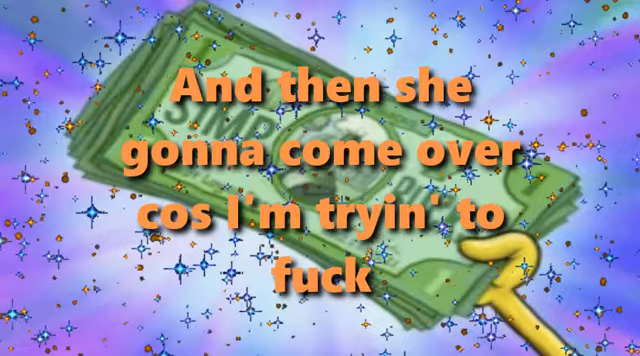 And then she
gonna come over
cos I'm tryin' to
fuck